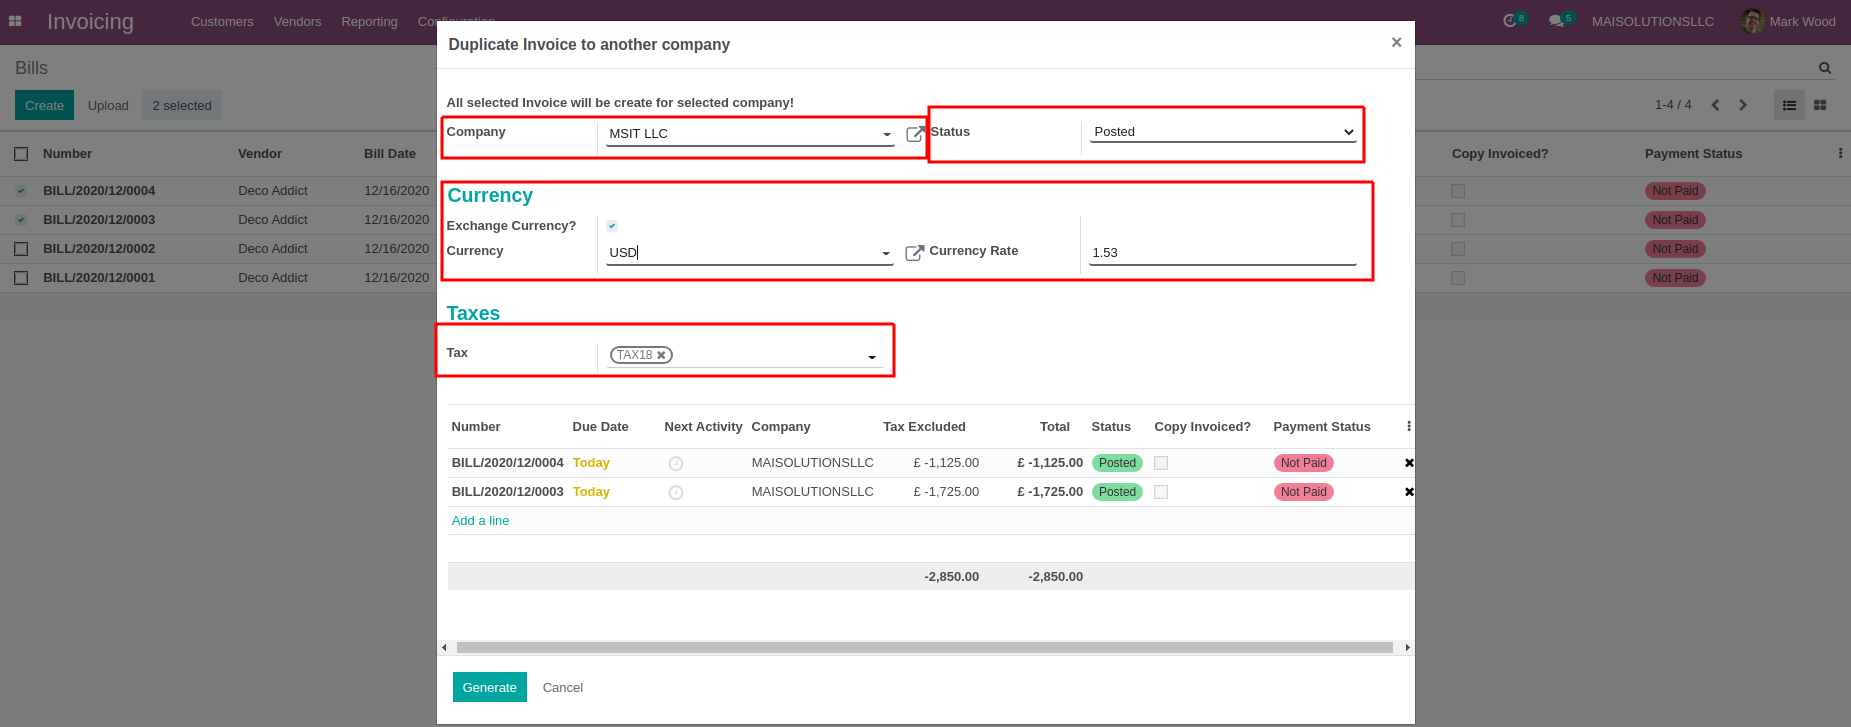 Invoicing Customers Vendors Reporting Configuration 8 5 MAISOLUTIONSLLC Mark Wood
Duplicate Invoice to another company ×
Bills
Create Upload 2 selected 1-4 / 4
All selected Invoice will be create for selected company!
Company MSIT LLC Status Posted
Number Vendor Bill Date Copy Invoiced? Payment Status
BILL/2020/12/0004 Deco Addict 12/16/2020 Not Paid
BILL/2020/12/0003 Deco Addict 12/16/2020 Not Paid
BILL/2020/12/0002 Deco Addict 12/16/2020 Not Paid
BILL/2020/12/0001 Deco Addict 12/16/2020 Not Paid
Currency
Exchange Currency?
Currency USD Currency Rate 1.53
Taxes
Tax TAX18
Number Due Date Next Activity Company Tax Excluded Total Status Copy Invoiced? Payment Status
BILL/2020/12/0004 Today MAISOLUTIONSLLC £ -1,125.00 £ -1,125.00 Posted Not Paid
BILL/2020/12/0003 Today MAISOLUTIONSLLC £ -1,725.00 £ -1,725.00 Posted Not Paid
Add a line
-2,850.00 -2,850.00
Generate Cancel